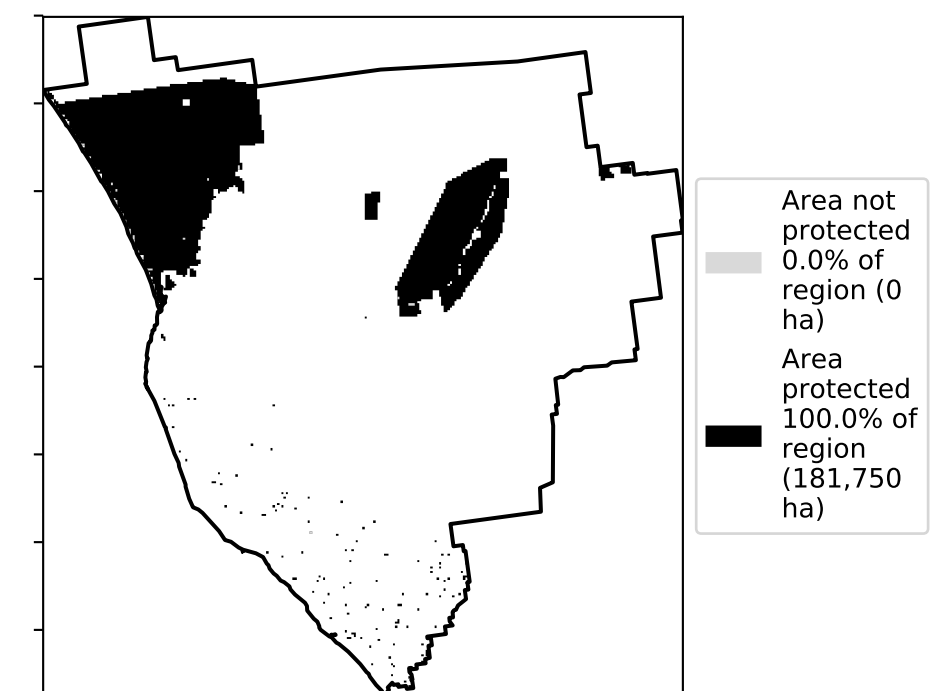 Area not
protected
0.0% of
region (0
ha)
Area
protected
100.0% of
region
(181,750
ha)